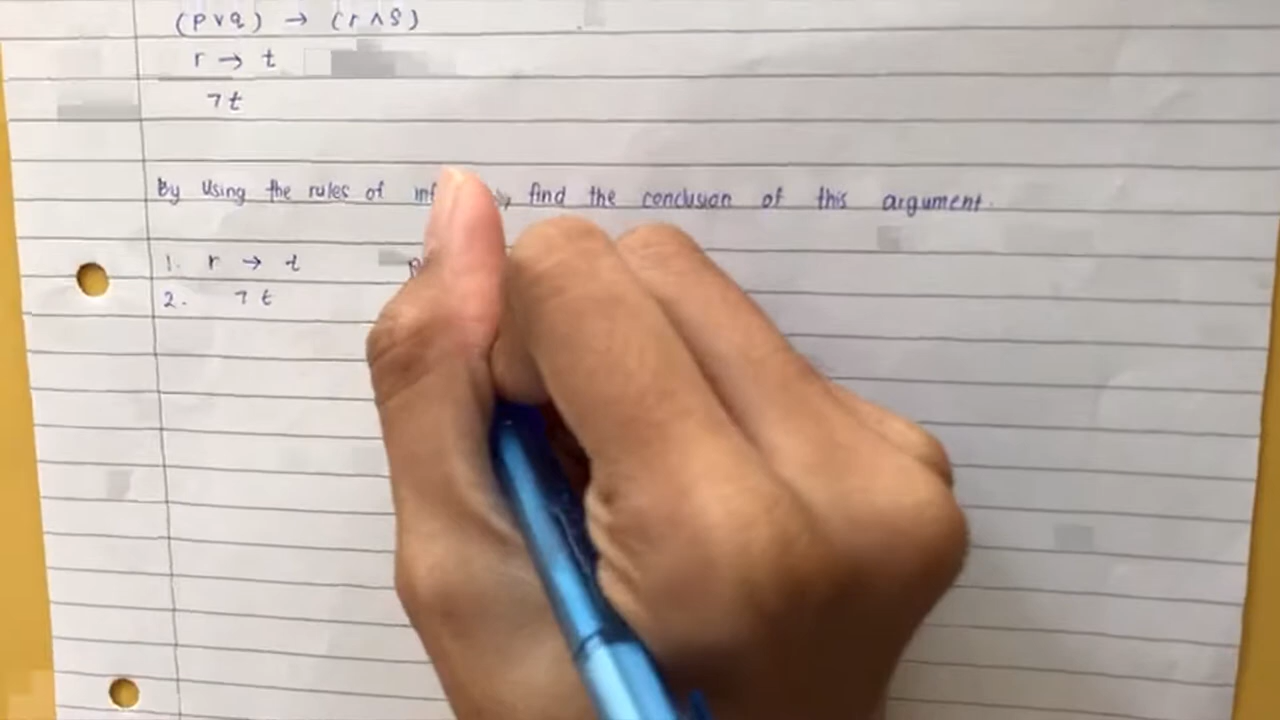 (p v q) → (r ∧ s)
r → t
¬t
By using the rules of find the conclusion of this argument.
1. r → t
2. ¬t